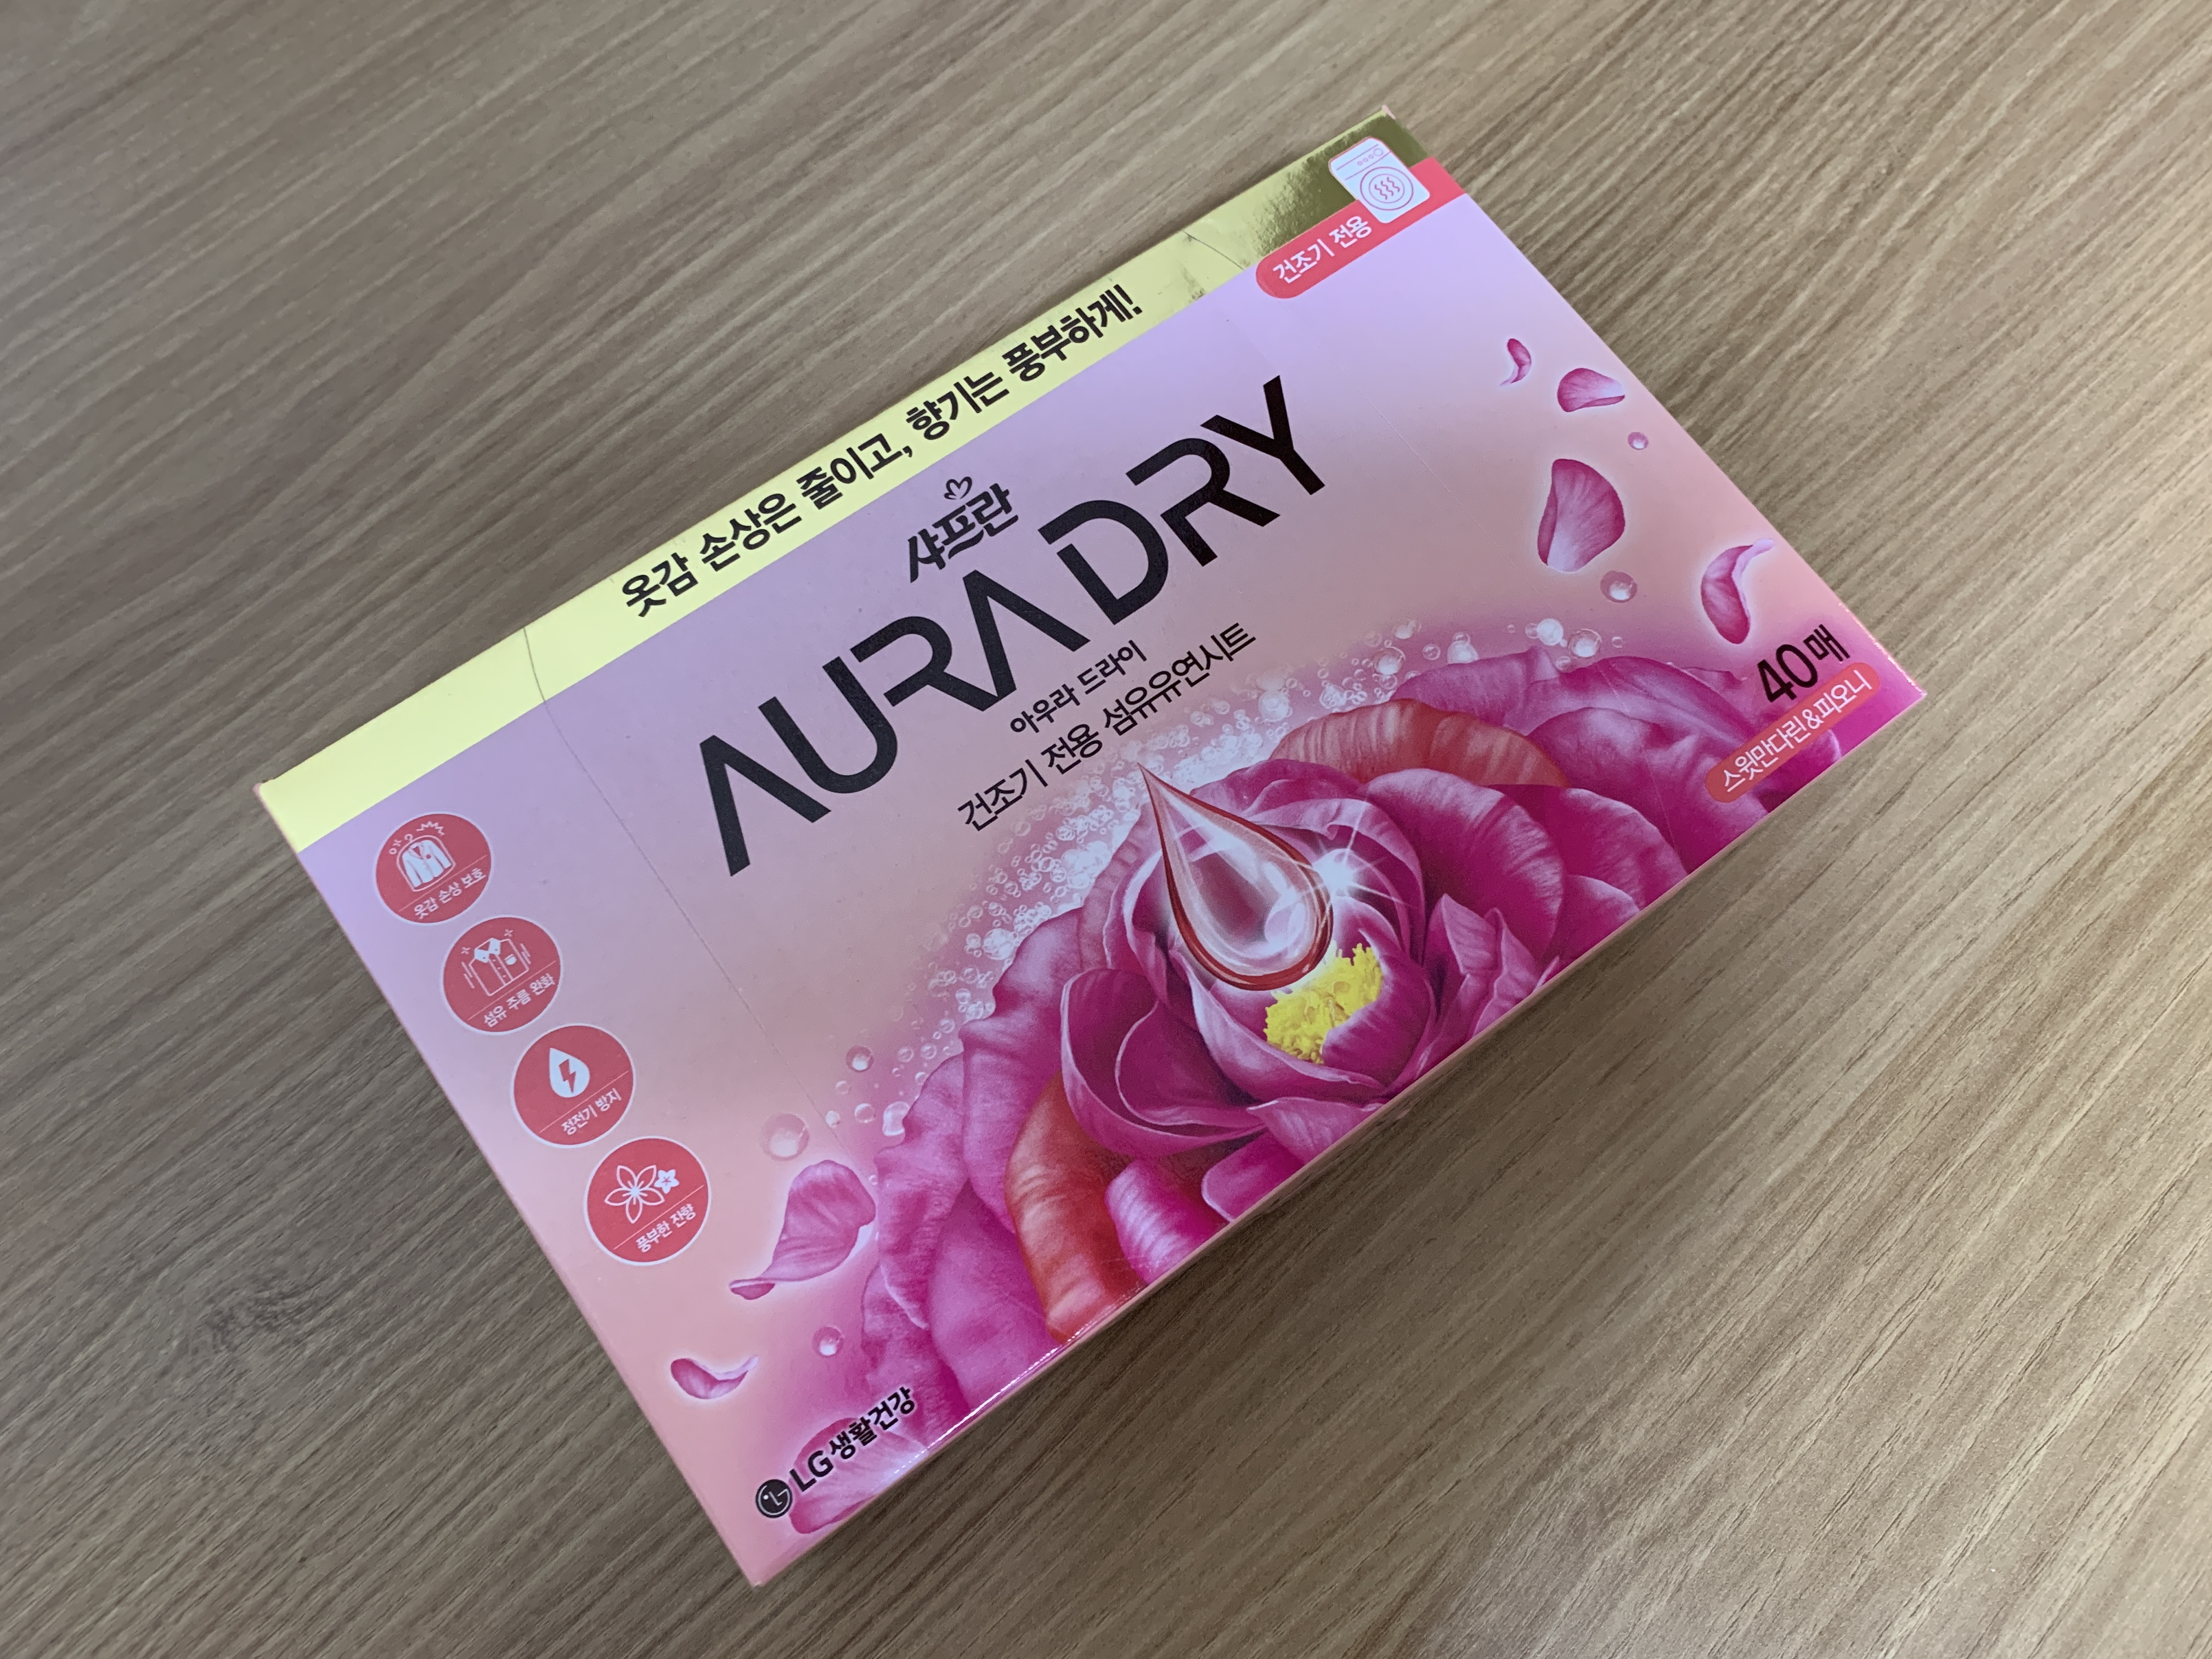 옷감 손상은 줄이고, 향기는 풍부하게!
건조기 전용
샤프란
AURA DRY
아우라 드라이
건조기 전용 섬유유연시트
옷감 손상 보호
섬유 주름 완화
정전기 방지
풍부한 잔향
40매
스윗만다린&피오니
LG생활건강